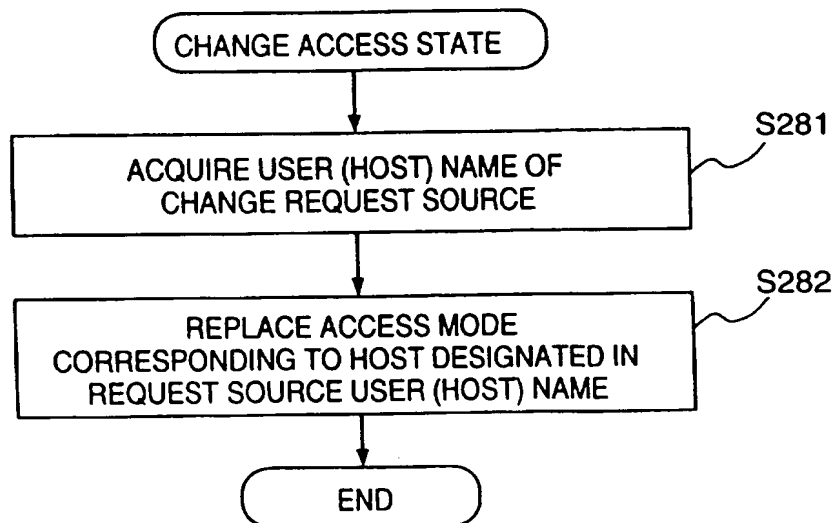 CHANGE ACCESS STATE
S281
ACQUIRE USER (HOST) NAME OF
CHANGE REQUEST SOURCE
S282
REPLACE ACCESS MODE
CORRESPONDING TO HOST DESIGNATED IN
REQUEST SOURCE USER (HOST) NAME
END